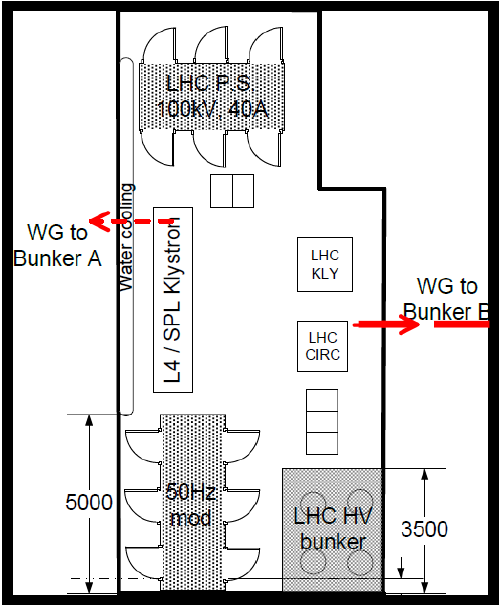 LHC P.S.
100kV, 40A
Water cooling
WG to
Bunker A
L4 / SPL Klystron
LHC
KLY
WG to
Bunker B
LHC
CIRC
5000
50Hz
mod
LHC HV
bunker
3500